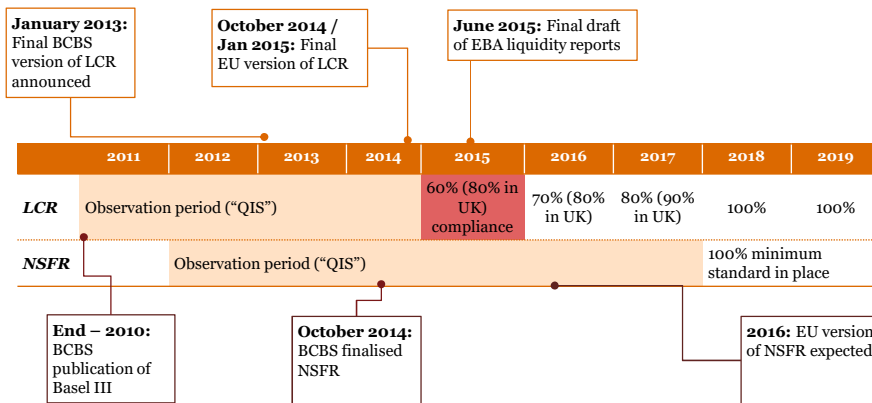 January 2013:
Final BCBS
version of LCR
announced
October 2014 /
Jan 2015: Final
EU version of LCR
June 2015: Final draft
of EBA liquidity reports
2011 2012 2013 2014 2015 2016 2017 2018 2019
LCR
Observation period (“QIS”)
60% (80% in
UK)
compliance
70% (80%
in UK)
80% (90%
in UK)
100%
100%
NSFR
Observation period (“QIS”)
100% minimum
standard in place
End – 2010:
BCBS
publication of
Basel III
October 2014:
BCBS finalised
NSFR
2016: EU version
of NSFR expected